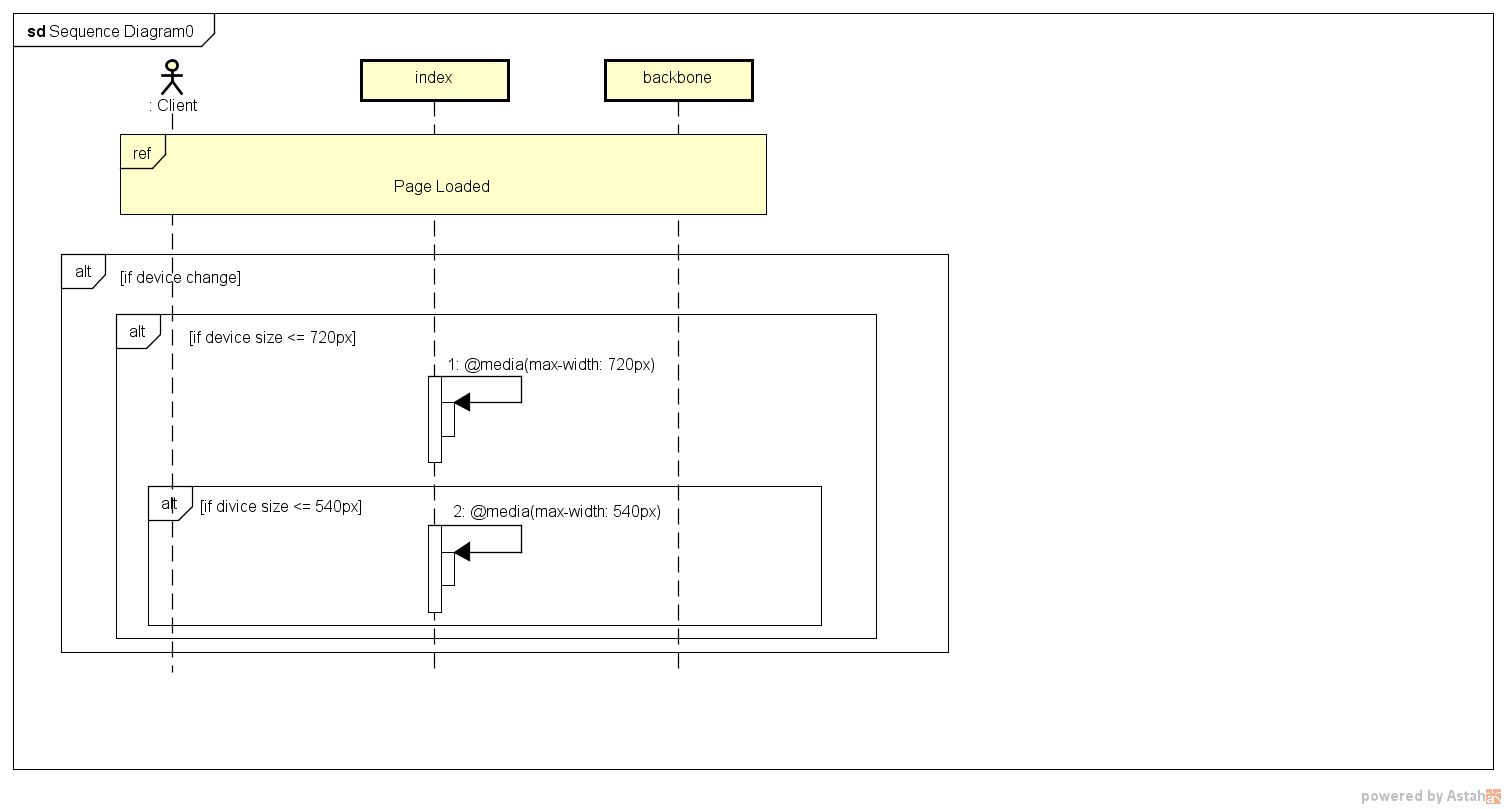 sd Sequence Diagram0
: Client
index
backbone
ref
Page Loaded
alt
[if device change]
alt
[if device size <= 720px]
1: @media(max-width: 720px)
alt
[if divice size <= 540px]
2: @media(max-width: 540px)
powered by Astah